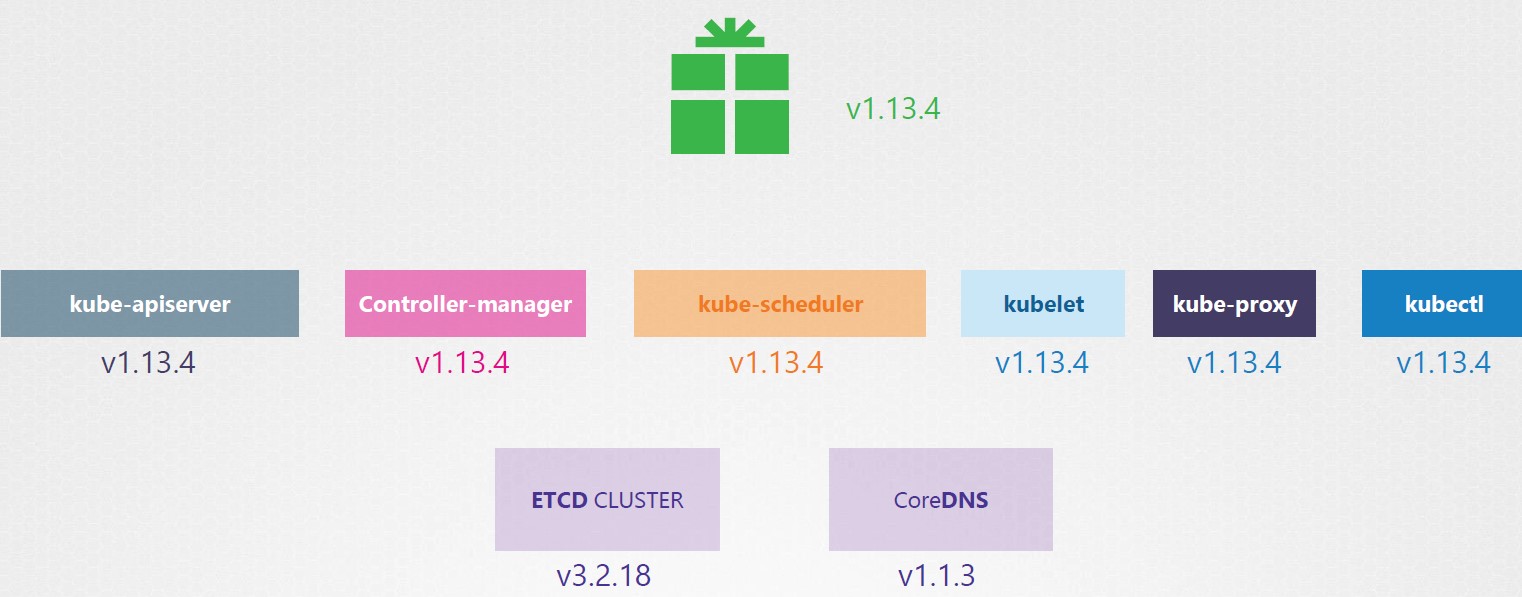 v1.13.4
kube-apiserver
Controller-manager
kube-scheduler
kubelet
kube-proxy
kubectl
v1.13.4
v1.13.4
v1.13.4
v1.13.4
v1.13.4
v1.13.4
ETCD CLUSTER
CoreDNS
v3.2.18
v1.1.3